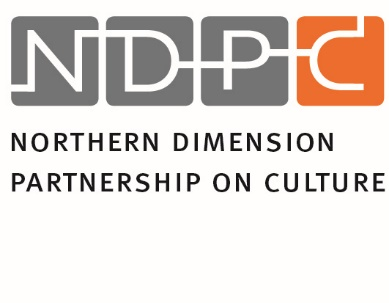 NDPC
NORTHERN DIMENSION
PARTNERSHIP ON CULTURE